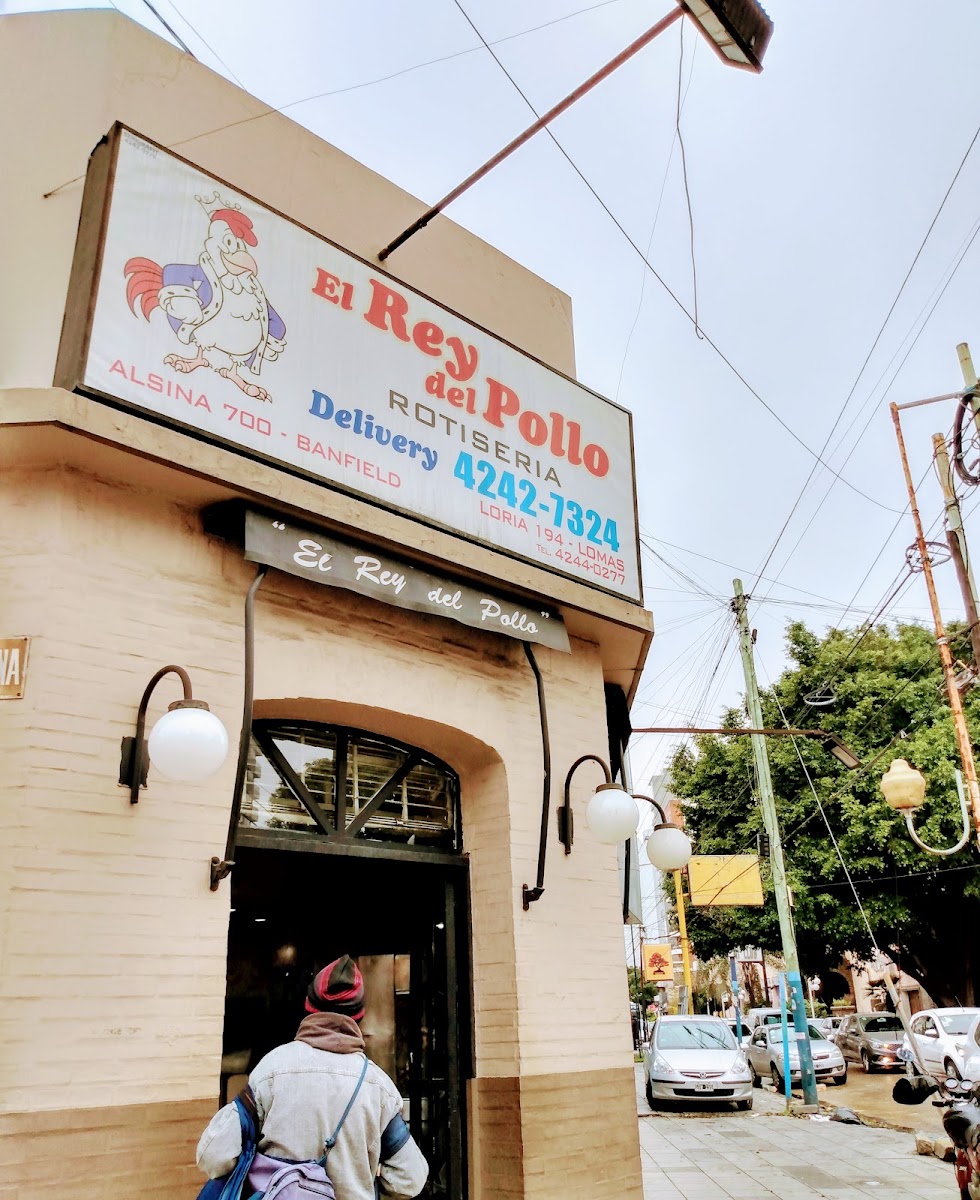 El Rey
del Pollo
ROTISERIA
Delivery
4242-7324
ALSINA 700 - BANFIELD
LORIA 194 - LOMAS
TEL. 4244-0277
" El Rey del Pollo "
NA